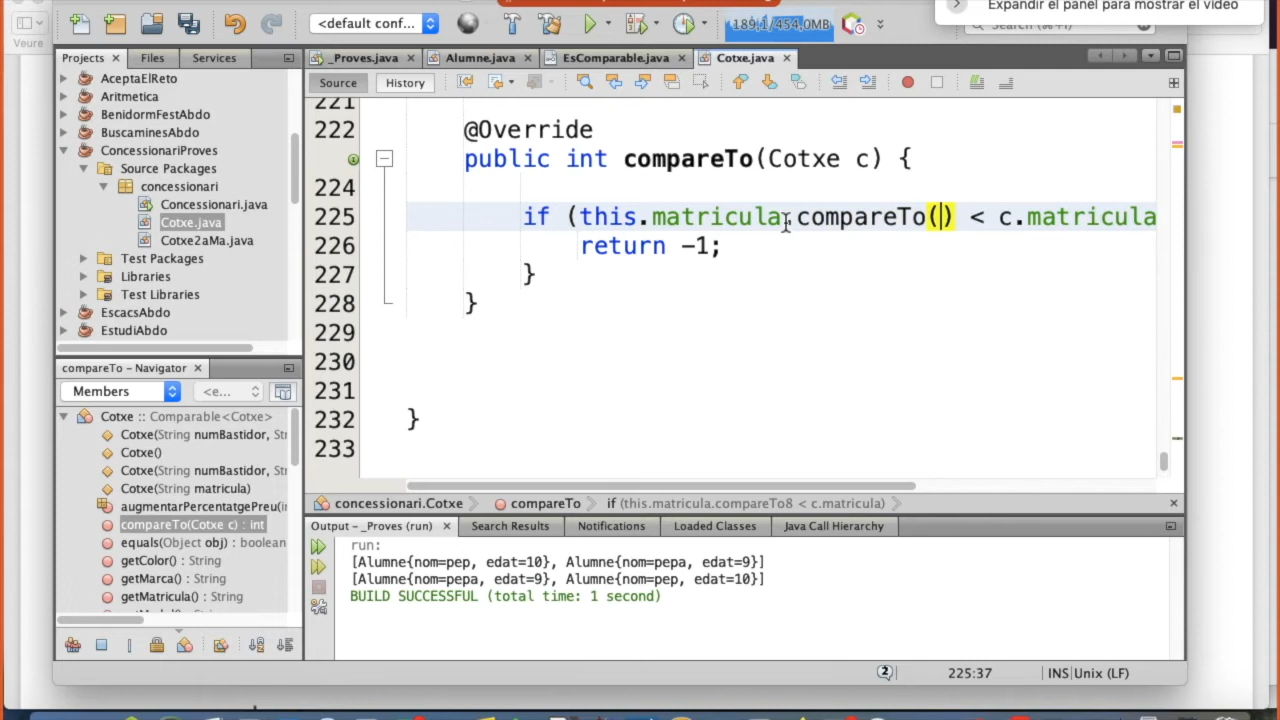 Expandir el panel para mostrar el vídeo
Veure
<default conf...
189,1/454,0MB
Search (⌘+I)
Projects
Files
Services
_Proves.java
Alumne.java
EsComparable.java
Cotxe.java
AceptaElReto
Aritmetica
BenidormFestAbdo
BuscaminesAbdo
ConcessionariProves
Source Packages
concessionari
Concessionari.java
Cotxe.java
Cotxe2aMa.java
Test Packages
Libraries
Test Libraries
EscacsAbdo
EstudiAbdo
Source
History
221
222 @Override
public int compareTo(Cotxe c) {
224
225 if (this.matricula.compareTo() < c.matricula
226 return -1;
227 }
228 }
229
230
231
232 }
233
compareTo - Navigator
Members
<e...
Cotxe :: Comparable<Cotxe>
Cotxe(String numBastidor, Str
Cotxe()
Cotxe(String numBastidor, Str
Cotxe(String matricula)
augmentarPercentatgePreu(i
compareTo(Cotxe c) : int
equals(Object obj) : boolean
getColor() : String
getMarca() : String
getMatricula() : String
concessionari.Cotxe
compareTo
if (this.matricula.compareTo8 < c.matricula)
Output - _Proves (run)
Search Results
Notifications
Loaded Classes
Java Call Hierarchy
run:
[Alumne{nom=pep, edat=10}, Alumne{nom=pepa, edat=9}]
[Alumne{nom=pepa, edat=9}, Alumne{nom=pep, edat=10}]
BUILD SUCCESSFUL (total time: 1 second)
2
225:37
INS
Unix (LF)